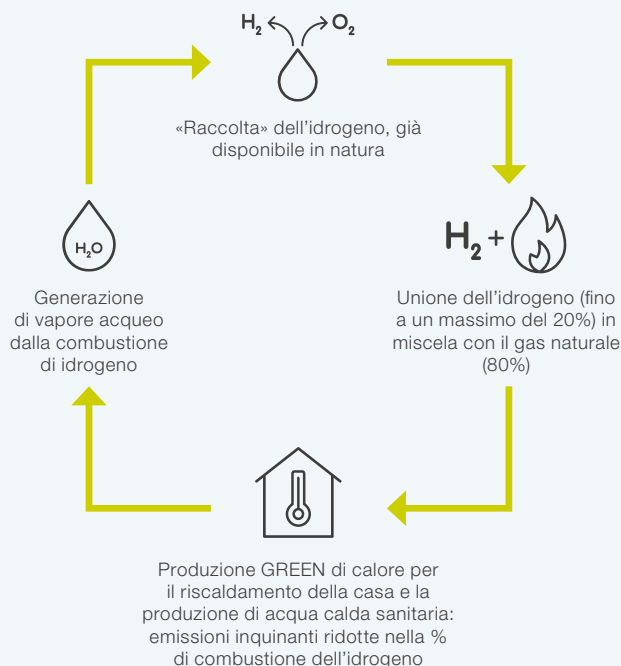 H₂ O₂
«Raccolta» dell'idrogeno, già
disponibile in natura
H₂ +
Unione dell'idrogeno (fino
a un massimo del 20%) in
miscela con il gas naturale
(80%)
Produzione GREEN di calore per
il riscaldamento della casa e la
produzione di acqua calda sanitaria:
emissioni inquinanti ridotte nella %
di combustione dell'idrogeno
H₂O
Generazione
di vapore acqueo
dalla combustione
di idrogeno